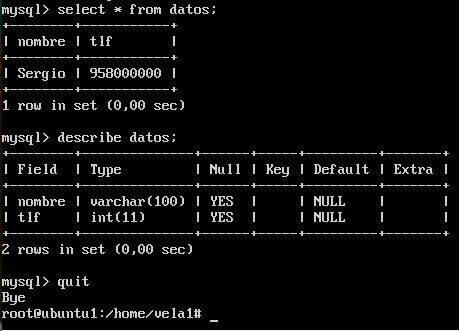 mysql> select * from datos;
+--------+-----------+
| nombre | tlf       |
+--------+-----------+
| Sergio | 958000000 |
+--------+-----------+
1 row in set (0,00 sec)
mysql> describe datos;
+--------+--------------+------+-----+---------+-------+
| Field  | Type         | Null | Key | Default | Extra |
+--------+--------------+------+-----+---------+-------+
| nombre | varchar(100) | YES  |     | NULL    |       |
| tlf    | int(11)      | YES  |     | NULL    |       |
+--------+--------------+------+-----+---------+-------+
2 rows in set (0,00 sec)
mysql> quit
Bye
root@ubuntu1:/home/vela1# _